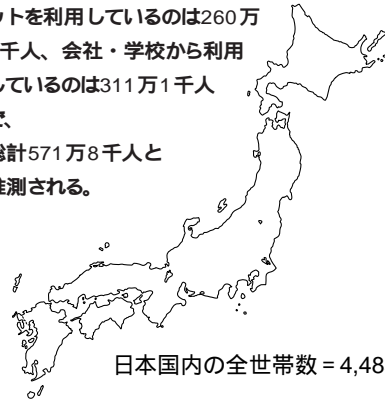 ットを利用しているのは260万
千人、会社・学校から利用
しているのは311万1千人
で、
総計571万8千人と
推測される。
日本国内の全世帯数 = 4,48